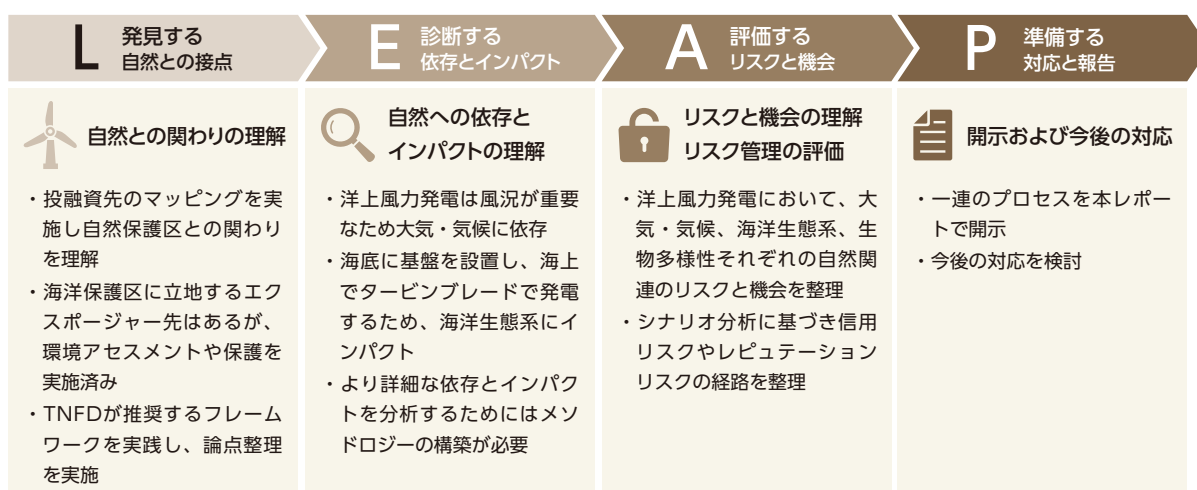 L
発見する
自然との接点
E
診断する
依存とインパクト
A
評価する
リスクと機会
P
準備する
対応と報告
自然との関わりの理解
・投融資先のマッピングを実
施し自然保護区との関わり
を理解
・海洋保護区に立地するエク
スポージャー先はあるが、
環境アセスメントや保護を
実施済み
・TNFDが推奨するフレーム
ワークを実践し、論点整理
を実施
自然への依存と
インパクトの理解
・洋上風力発電は風況が重要
なため大気・気候に依存
・海底に基盤を設置し、海上
でタービンブレードで発電
するため、海洋生態系にイ
ンパクト
・より詳細な依存とインパク
トを分析するためにはメソ
ドロジーの構築が必要
リスクと機会の理解
リスク管理の評価
・洋上風力発電において、大
気・気候、海洋生態系、生
物多様性それぞれの自然関
連のリスクと機会を整理
・シナリオ分析に基づき信用
リスクやレピュテーション
リスクの経路を整理
開示および今後の対応
・一連のプロセスを本レポー
トで開示
・今後の対応を検討